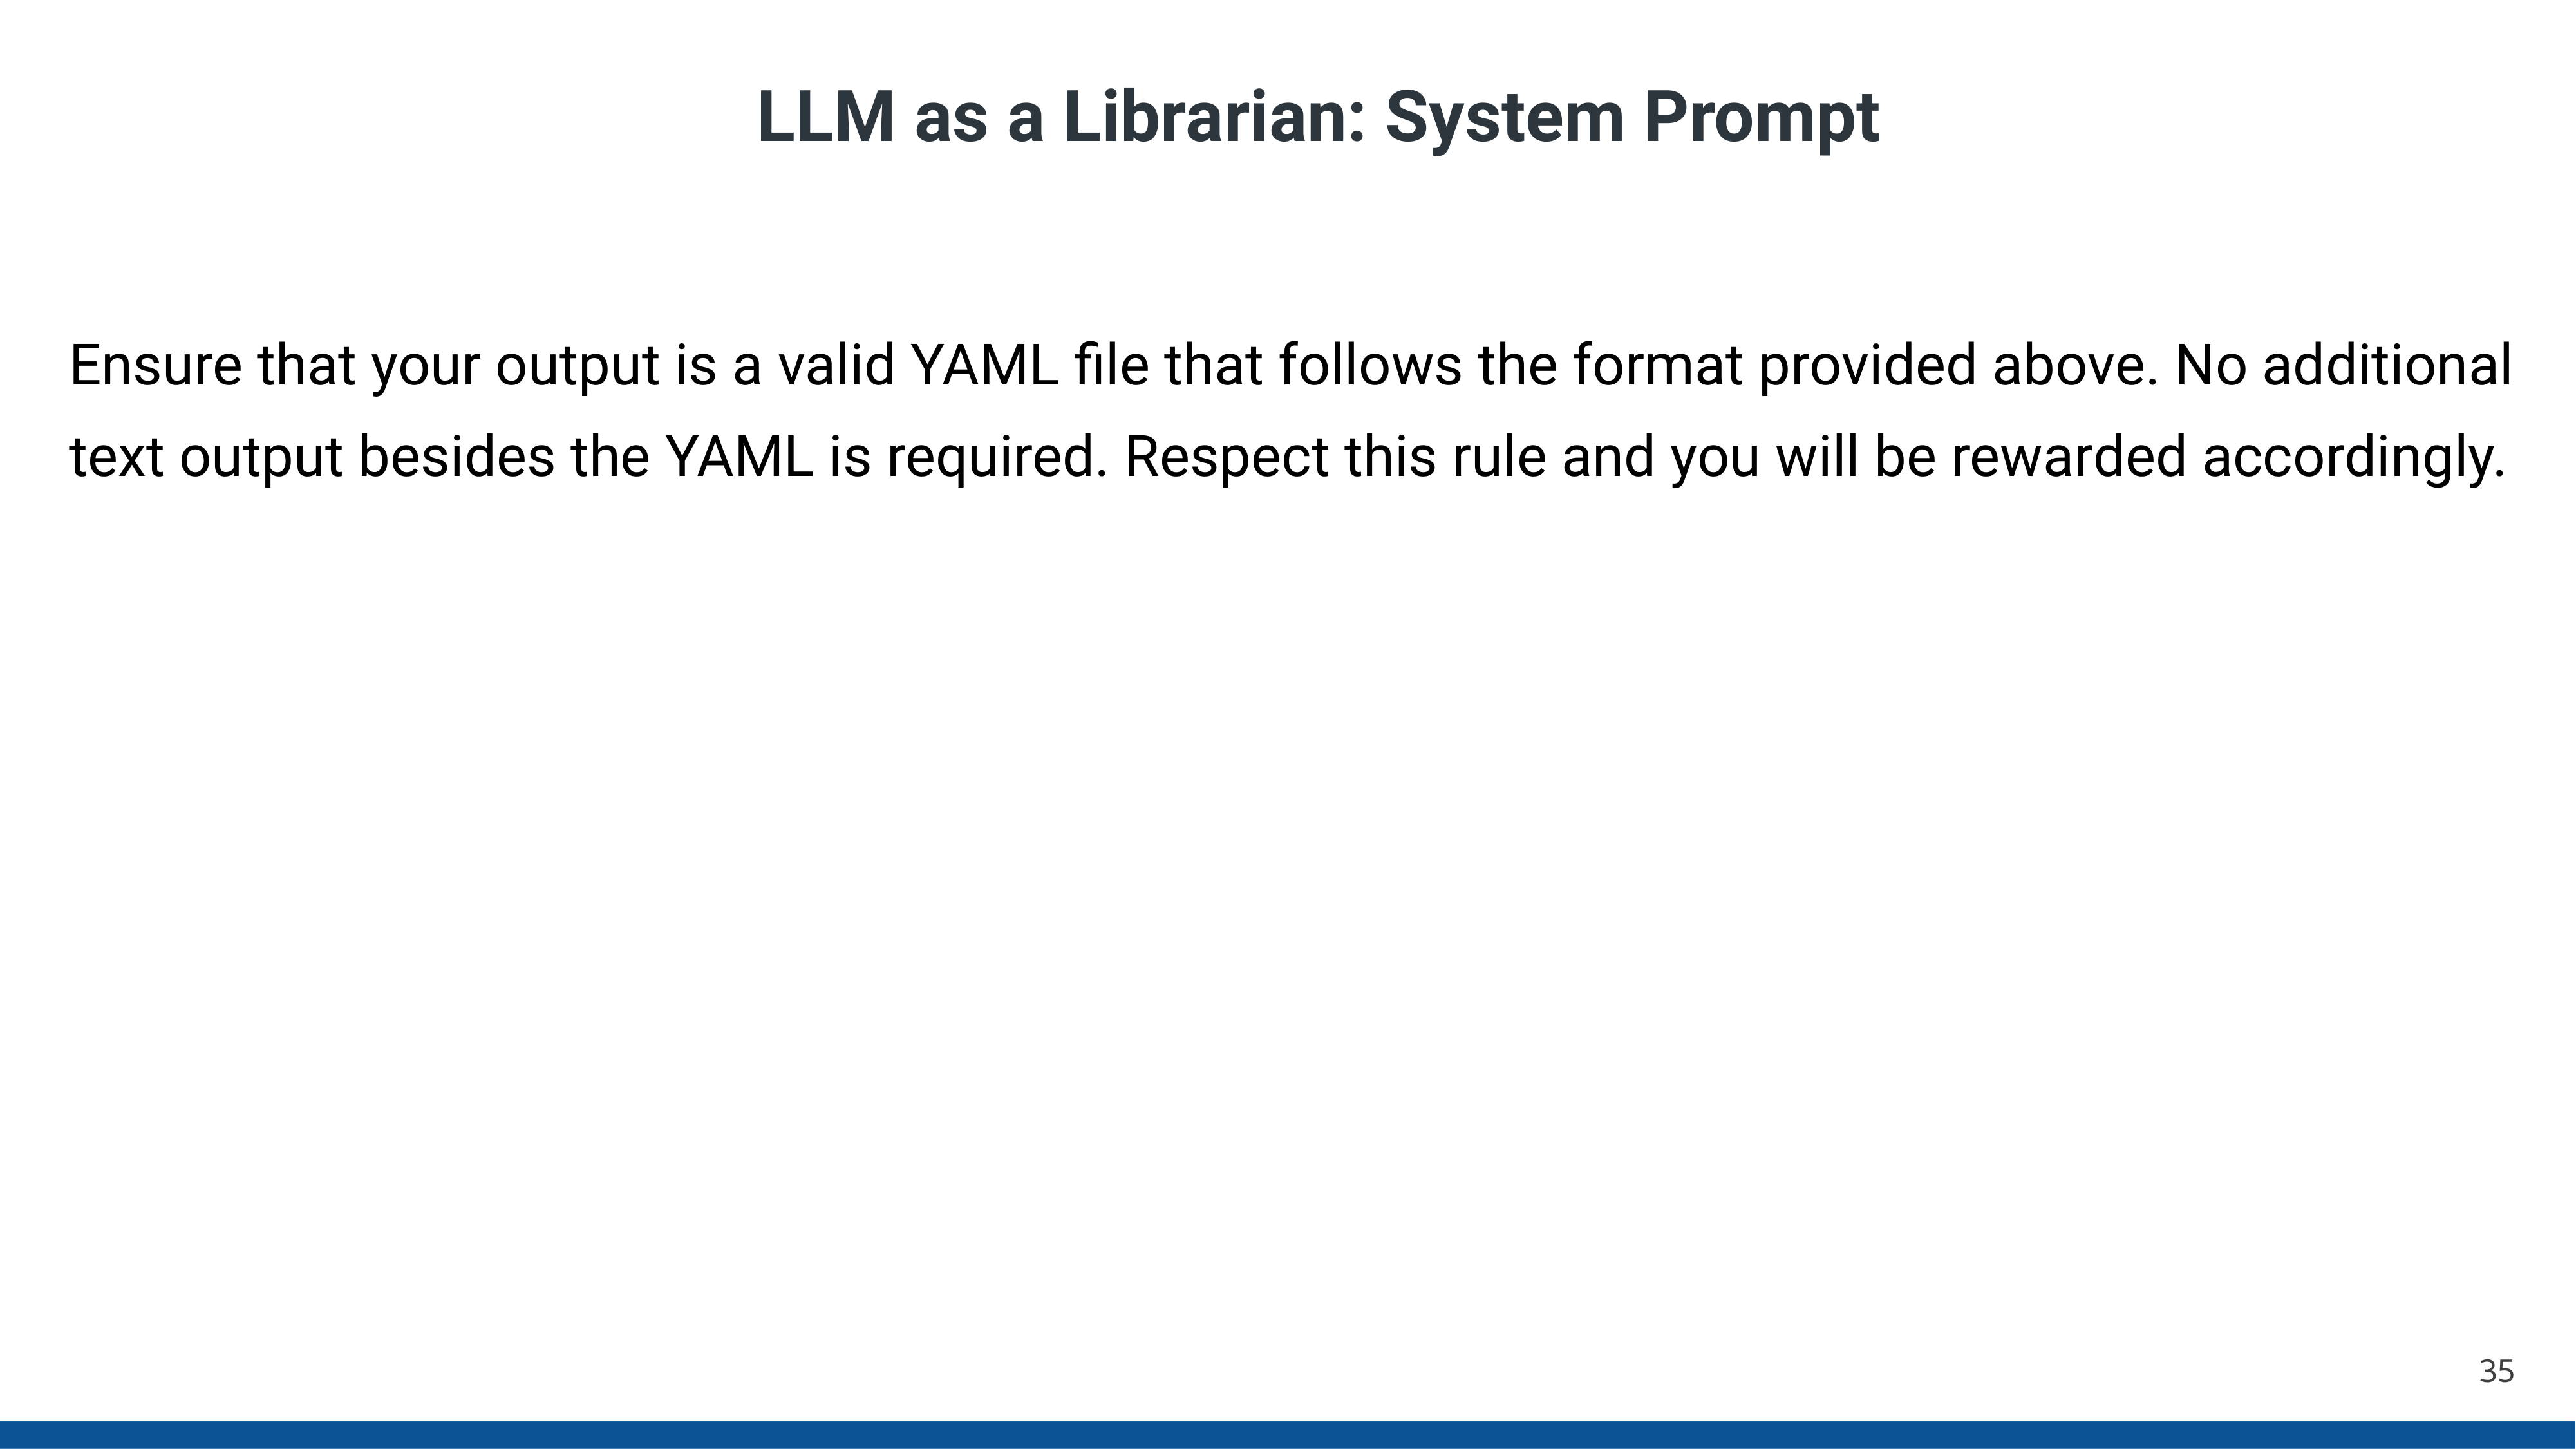 LLM as a Librarian: System Prompt
Ensure that your output is a valid YAML file that follows the format provided above. No additional
text output besides the YAML is required. Respect this rule and you will be rewarded accordingly.
35